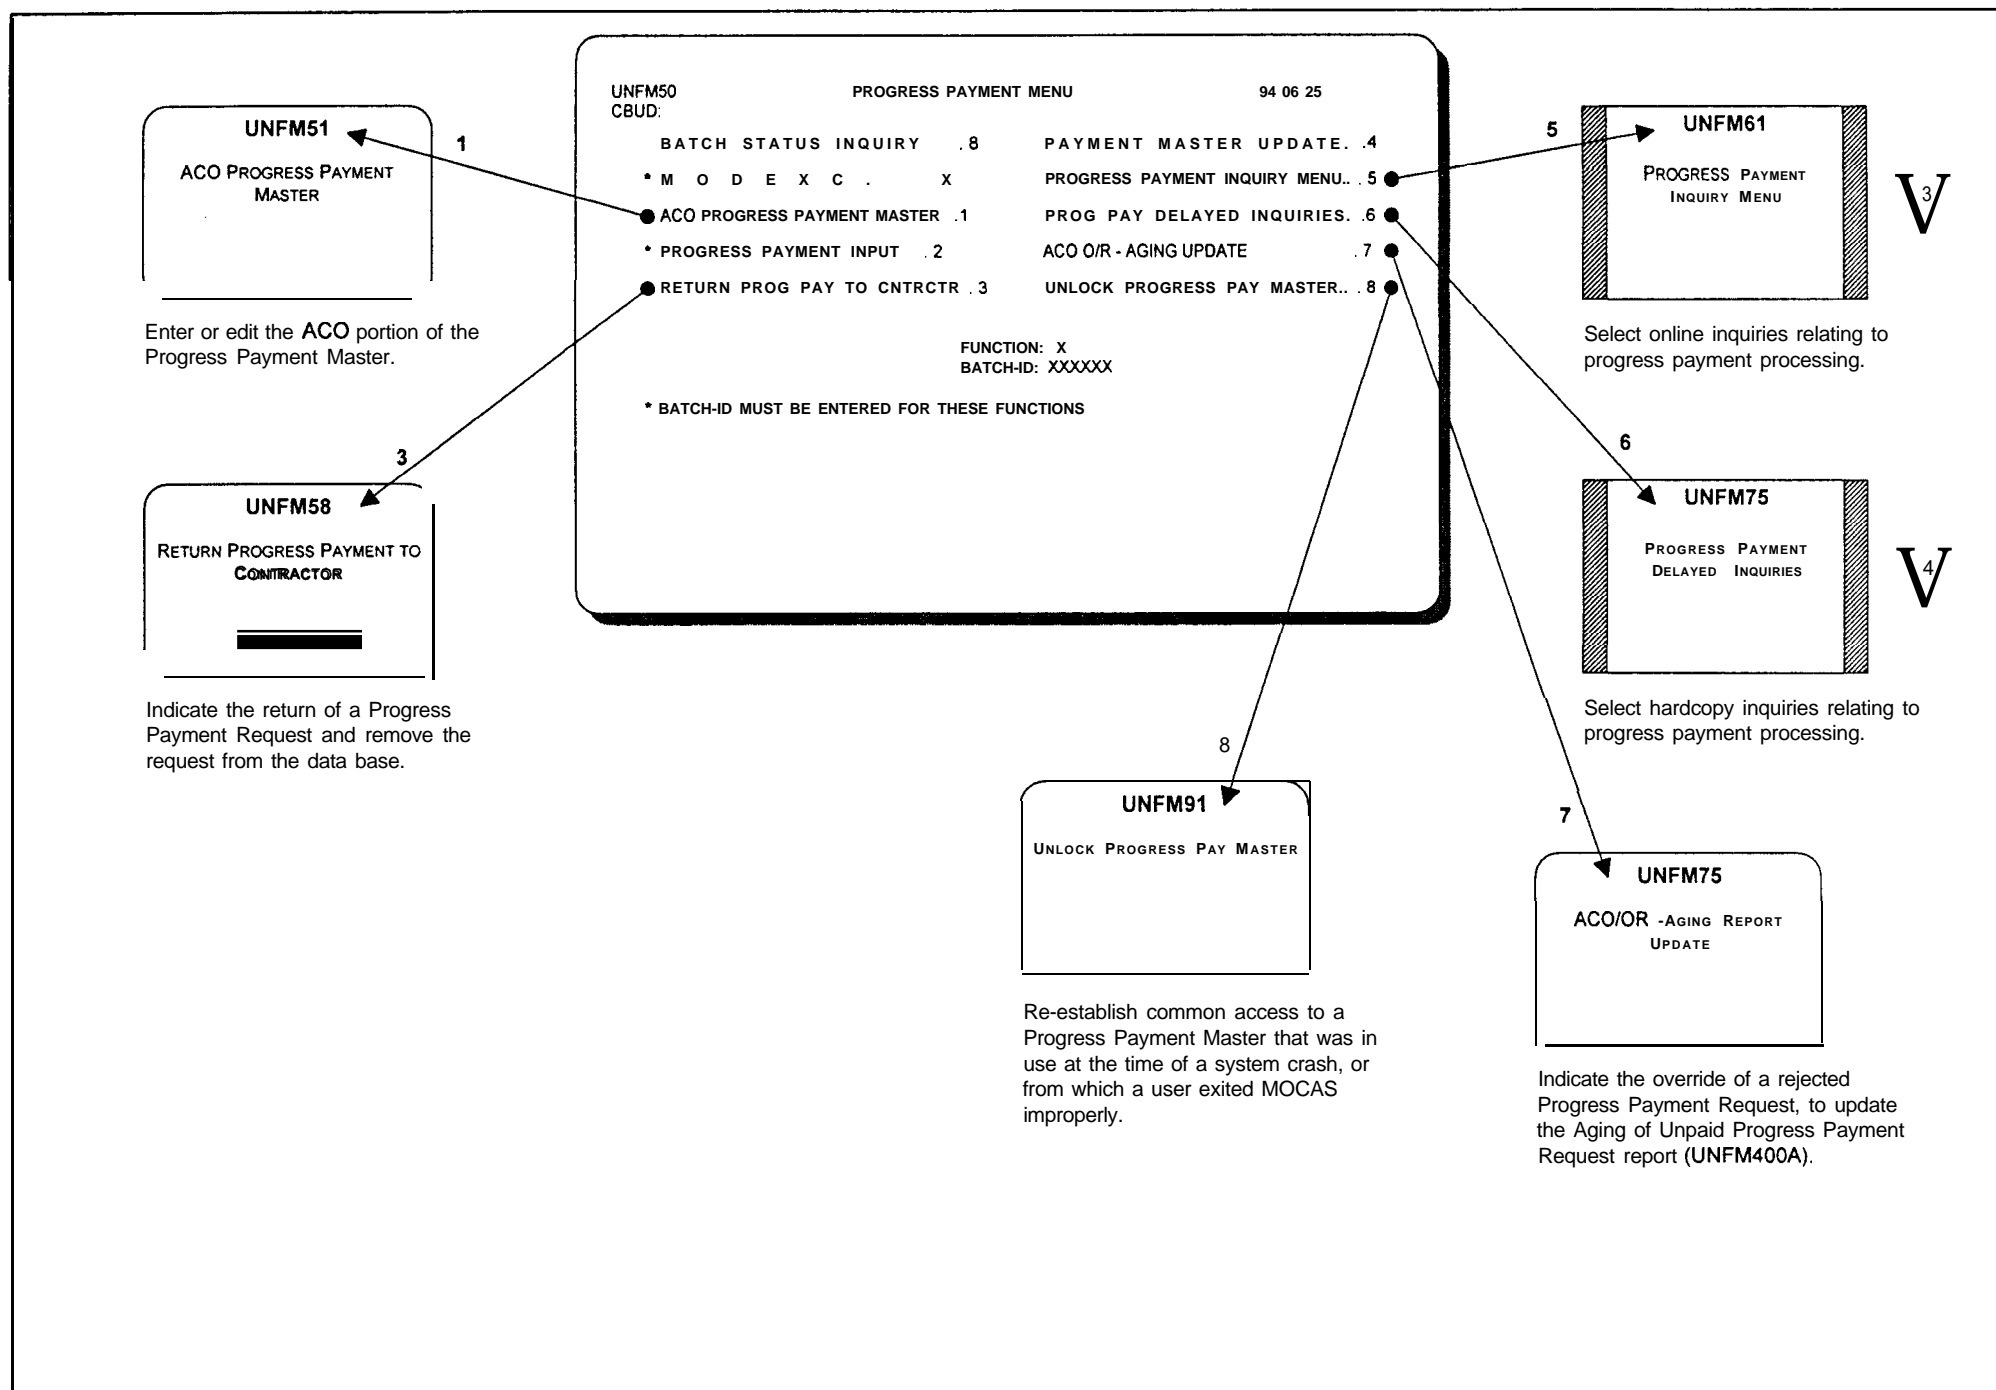 UNFM50 PROGRESS PAYMENT MENU 94 06 25
CBUD:
BATCH STATUS INQUIRY .8 PAYMENT MASTER UPDATE. .4
* M O D E X C . X PROGRESS PAYMENT INQUIRY MENU.. . 5
ACO PROGRESS PAYMENT MASTER .1 PROG PAY DELAYED INQUIRIES. .6
* PROGRESS PAYMENT INPUT . 2 ACO O/R - AGING UPDATE . 7
RETURN PROG PAY TO CNTRCTR . 3 UNLOCK PROGRESS PAY MASTER.. . 8
FUNCTION: X
BATCH-ID: XXXXXX
* BATCH-ID MUST BE ENTERED FOR THESE FUNCTIONS
1
UNFM51
ACO PROGRESS PAYMENT
MASTER
Enter or edit the ACO portion of the
Progress Payment Master.
3
UNFM58
RETURN PROGRESS PAYMENT TO
CONTRACTOR
Indicate the return of a Progress
Payment Request and remove the
request from the data base.
5
UNFM61
PROGRESS PAYMENT
INQUIRY MENU
V
3
Select online inquiries relating to
progress payment processing.
6
UNFM75
PROGRESS PAYMENT
DELAYED INQUIRIES
V
4
Select hardcopy inquiries relating to
progress payment processing.
8
UNFM91
UNLOCK PROGRESS PAY MASTER
Re-establish common access to a
Progress Payment Master that was in
use at the time of a system crash, or
from which a user exited MOCAS
improperly.
7
UNFM75
ACO/OR -AGING REPORT
UPDATE
Indicate the override of a rejected
Progress Payment Request, to update
the Aging of Unpaid Progress Payment
Request report (UNFM400A).